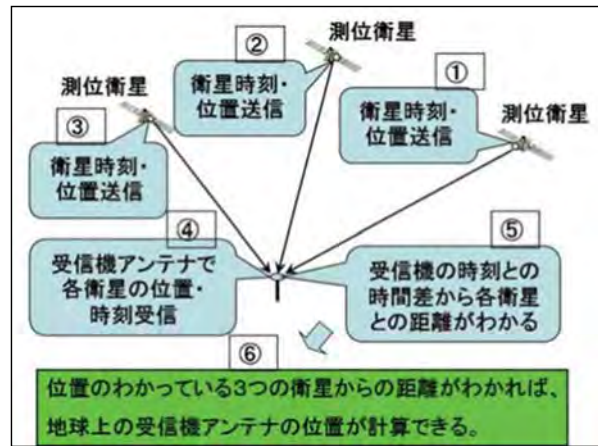 ①
測位衛星
衛星時刻・
位置送信
②
測位衛星
衛星時刻・
位置送信
③
測位衛星
衛星時刻・
位置送信
④
受信機アンテナで
各衛星の位置・
時刻受信
⑤
受信機の時刻との
時間差から各衛星
との距離がわかる
⑥
位置のわかっている3つの衛星からの距離がわかれば、
地球上の受信機アンテナの位置が計算できる。